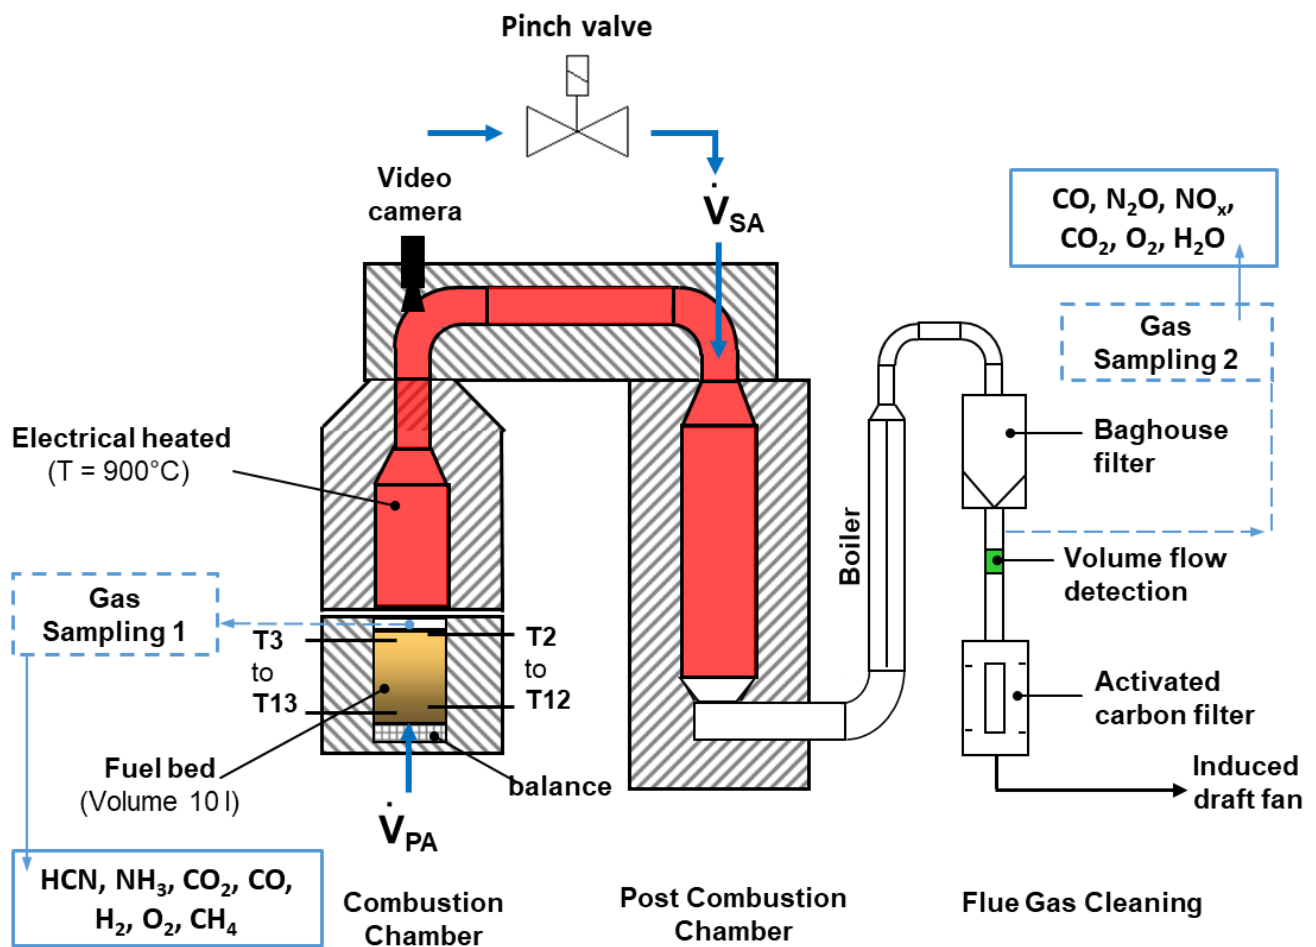 Pinch valve
Video
camera
V̇SA
CO, N₂O, NOₓ,
CO₂, O₂, H₂O
Gas
Sampling 2
Electrical heated
(T = 900°C)
Baghouse
filter
Boiler
Volume flow
detection
Gas
Sampling 1
T3
to
T13
T2
to
T12
Activated
carbon filter
Fuel bed
(Volume 10 l)
balance
Induced
draft fan
V̇PA
HCN, NH₃, CO₂, CO,
H₂, O₂, CH₄
Combustion
Chamber
Post Combustion
Chamber
Flue Gas Cleaning